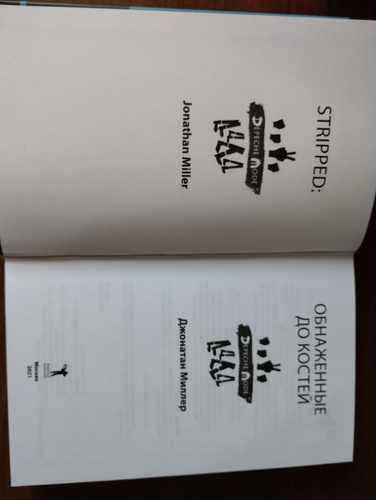 STRIPPED:
DEPECHE MODE
Jonathan Miller
ОБНАЖЕННЫЕ
ДО КОСТЕЙ
DEPECHE MODE
Джонатан Миллер
Москва
2021